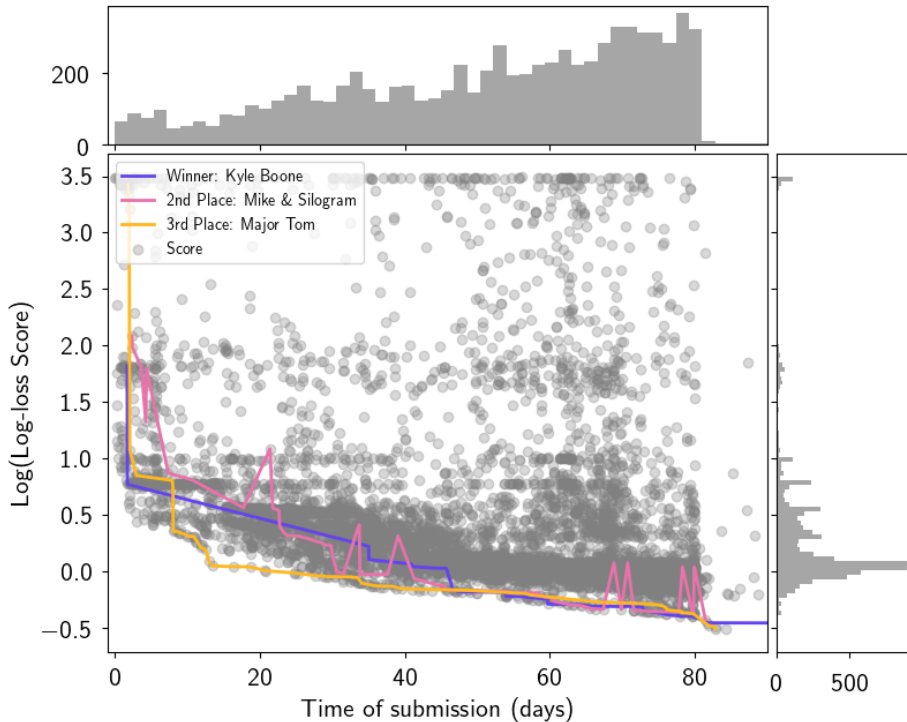 200
0
Winner: Kyle Boone
2nd Place: Mike & Silogram
3rd Place: Major Tom
Score
3.5
3.0
2.5
2.0
1.5
1.0
0.5
0.0
−0.5
Log(Log-loss Score)
0 20 40 60 80
0 500
Time of submission (days)